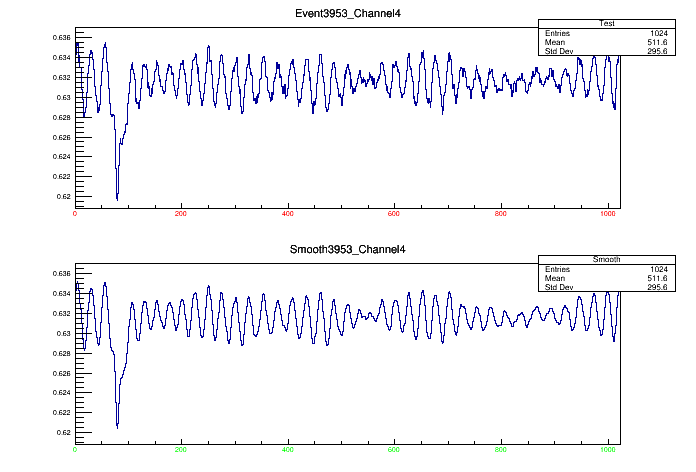 Event3953_Channel4
Test
Entries 1024
Mean 511.6
Std Dev 295.6
0.636
0.634
0.632
0.63
0.628
0.626
0.624
0.622
0.62
0 200 400 600 800 1000
Smooth3953_Channel4
Smooth
Entries 1024
Mean 511.6
Std Dev 295.6
0.636
0.634
0.632
0.63
0.628
0.626
0.624
0.622
0.62
0 200 400 600 800 1000